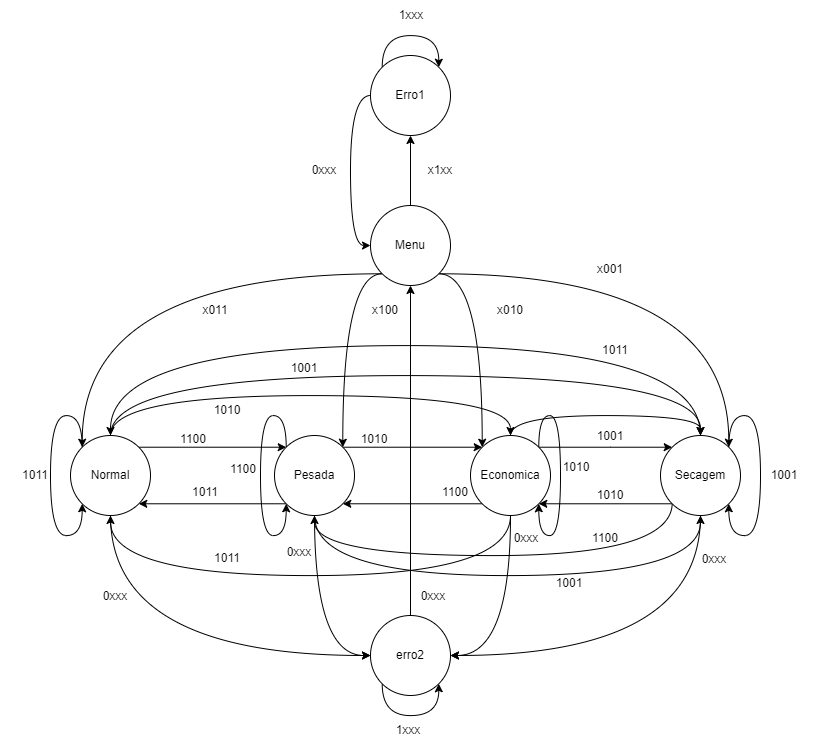 1xxx
Erro1
0xxx
x1xx
Menu
x001
x011
x100
x010
1011
1001
1010
1100
1010
1001
1011
Normal
1100
Pesada
Economica
1010
Secagem
1001
1011
1100
1010
0xxx
1100
1011
0xxx
1001
0xxx
0xxx
0xxx
erro2
1xxx